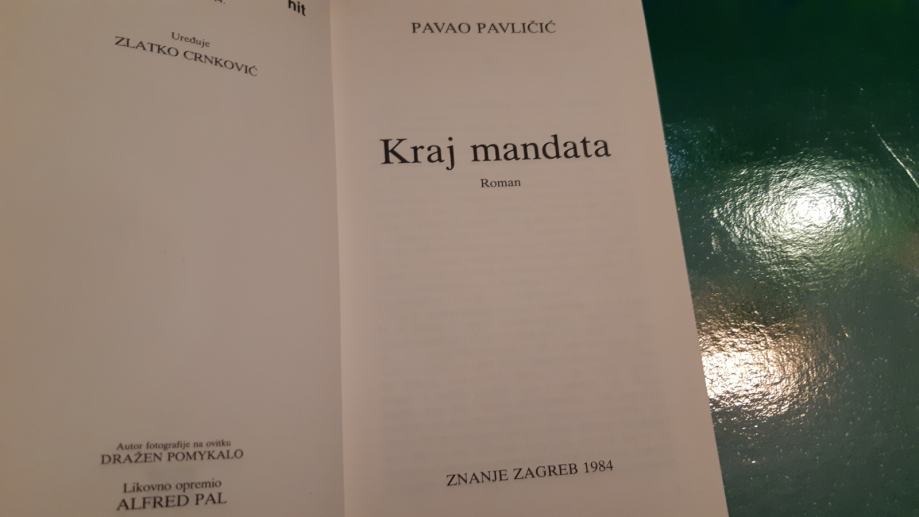 hit
Uređuje
ZLATKO CRNKOVIĆ
Autor fotografije na ovitku
DRAŽEN POMYKALO
Likovno opremio
ALFRED PAL
PAVAO PAVLIČIĆ
Kraj mandata
Roman
ZNANJE ZAGREB 1984